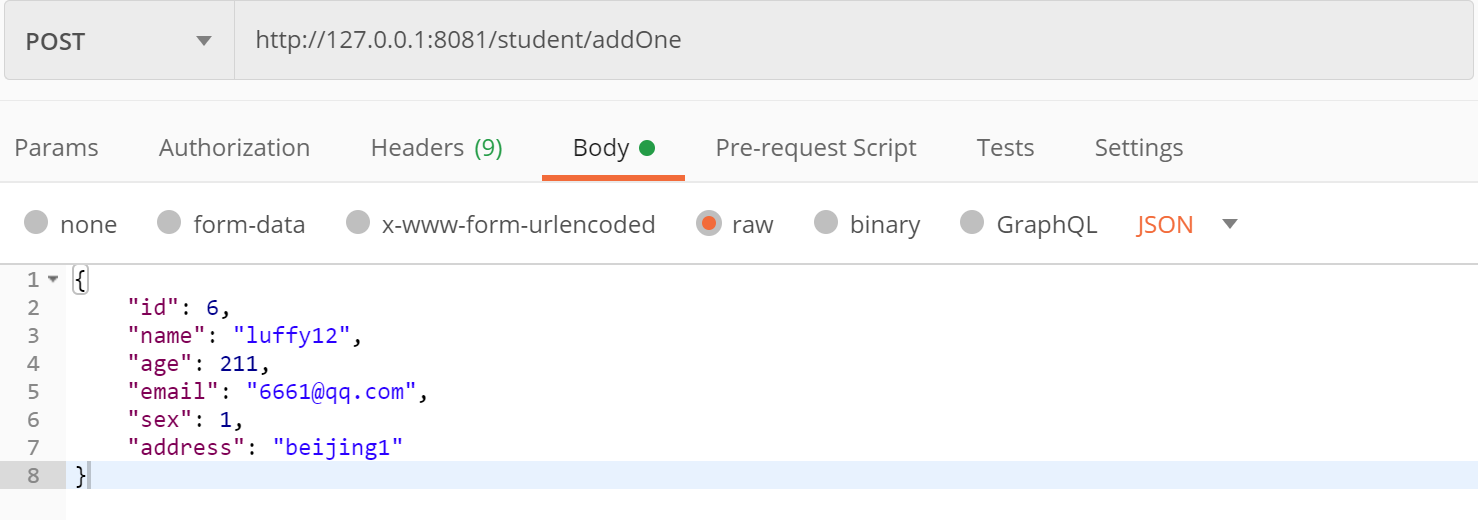 POST http://127.0.0.1:8081/student/addOne
Params Authorization Headers (9) Body Pre-request Script Tests Settings
none form-data x-www-form-urlencoded raw binary GraphQL JSON
1 {
2 "id": 6,
3 "name": "luffy12",
4 "age": 211,
5 "email": "6661@qq.com",
6 "sex": 1,
7 "address": "beijing1"
8 }